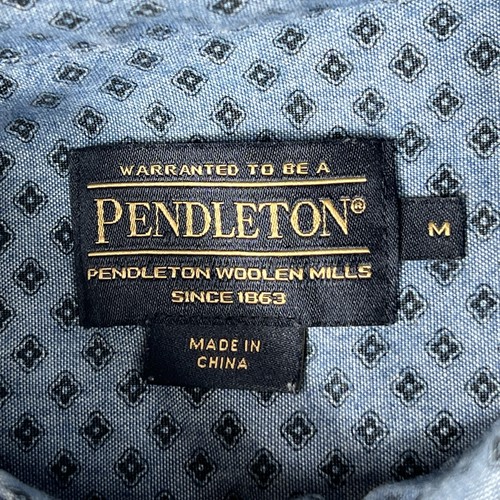 WARRANTED TO BE A
PENDLETON®
PENDLETON WOOLEN MILLS
SINCE 1863
M
MADE IN
CHINA